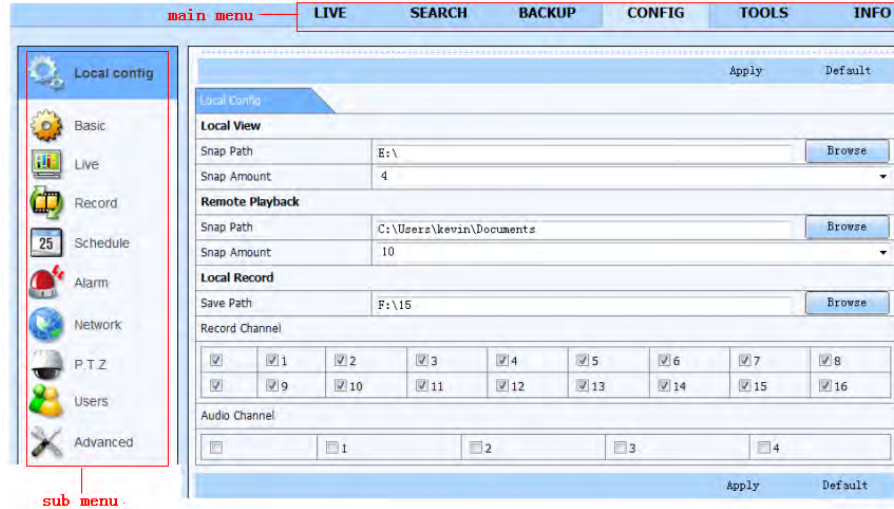 main menu LIVE SEARCH BACKUP CONFIG TOOLS INFO
Local config
Basic
Live
Record
25 Schedule
Alarm
Network
P.T.Z
Users
Advanced
sub menu
Apply Default
Local Config
Local View
Snap Path E:\ Browse
Snap Amount 4
Remote Playback
Snap Path C:\Users\kevin\Documents Browse
Snap Amount 10
Local Record
Save Path F:\15 Browse
Record Channel
1 2 3 4 5 6 7 8
9 10 11 12 13 14 15 16
Audio Channel
1 2 3 4
Apply Default